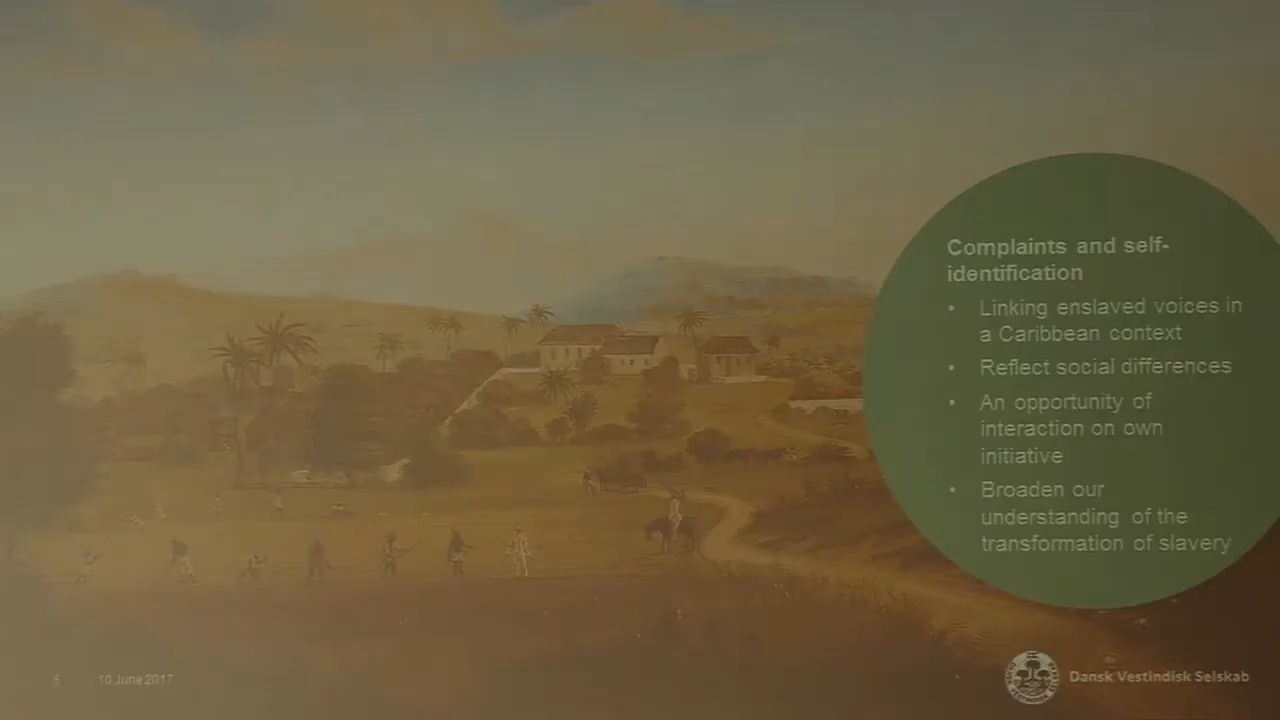 Complaints and self-
identification
• Linking enslaved voices in
a Caribbean context
• Reflect social differences
• An opportunity of
interaction on own
initiative
• Broaden our
understanding of the
transformation of slavery
10 June 2017
Dansk Vestindisk Selskab